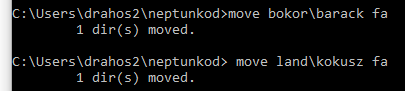 C:\Users\drahos2\neptunkod>move bokor\barack fa
        1 dir(s) moved.
C:\Users\drahos2\neptunkod> move land\kokusz fa
        1 dir(s) moved.